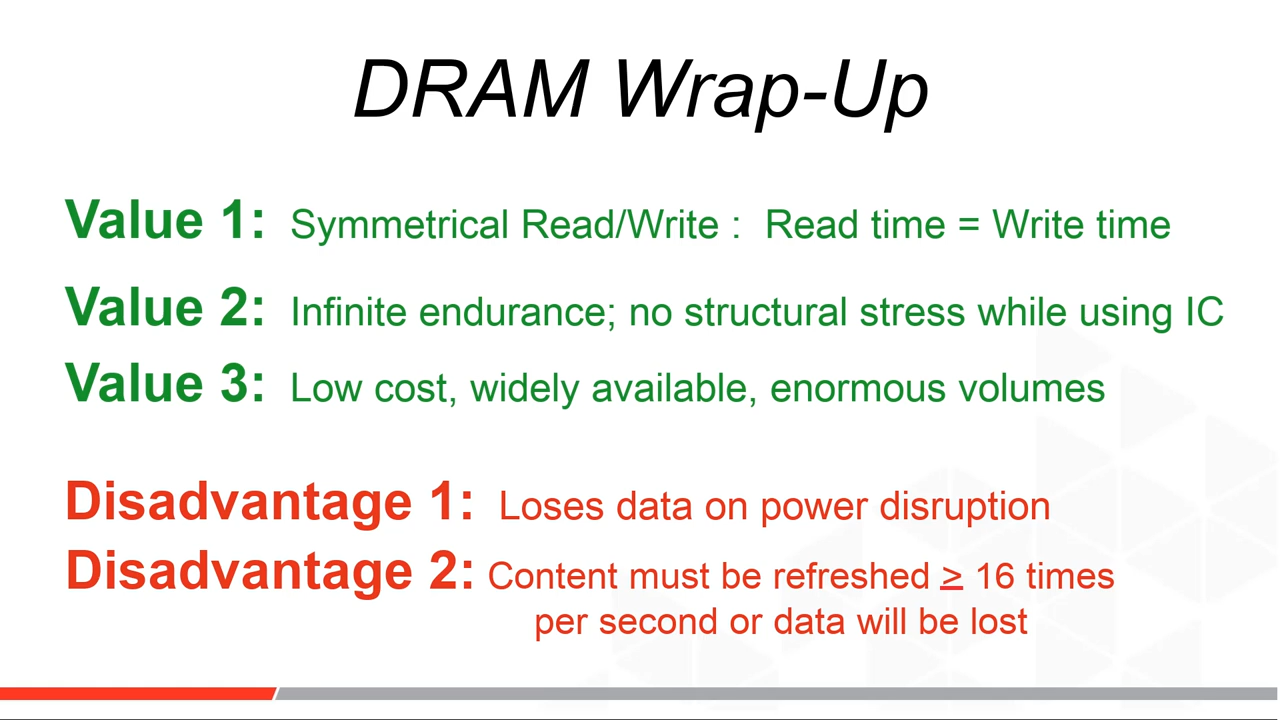 DRAM Wrap-Up
Value 1: Symmetrical Read/Write : Read time = Write time
Value 2: Infinite endurance; no structural stress while using IC
Value 3: Low cost, widely available, enormous volumes
Disadvantage 1: Loses data on power disruption
Disadvantage 2: Content must be refreshed ≥ 16 times
per second or data will be lost